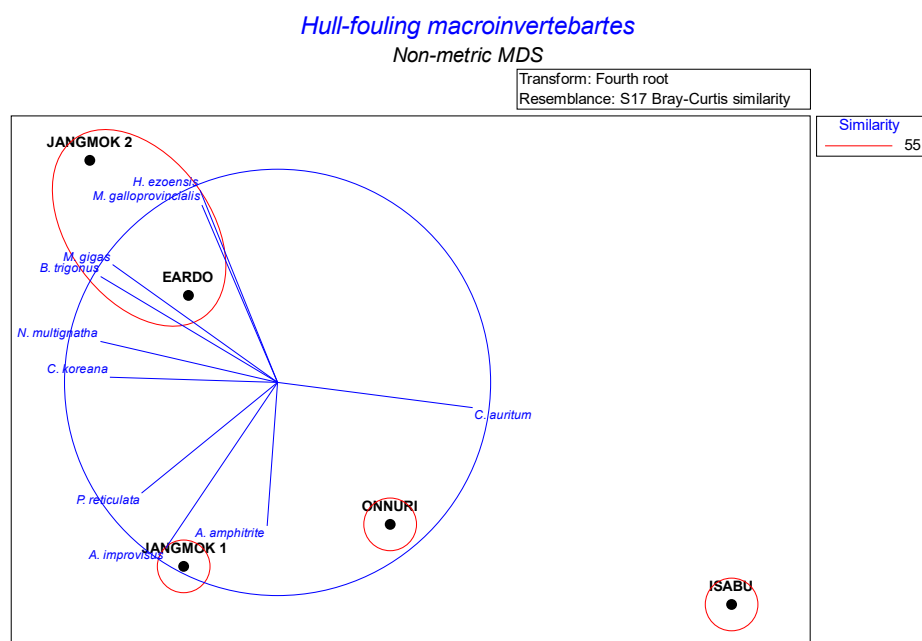 Hull-fouling macroinvertebartes
Non-metric MDS
Transform: Fourth root
Resemblance: S17 Bray-Curtis similarity
Similarity
55
JANGMOK 2
H. ezoensis
M. galloprovincialis
M. gigas
B. trigonus
EARDO
N. multignatha
C. koreana
C. auritum
P. reticulata
ONNURI
A. amphitrite
JANGMOK 1
A. improvisus
ISABU